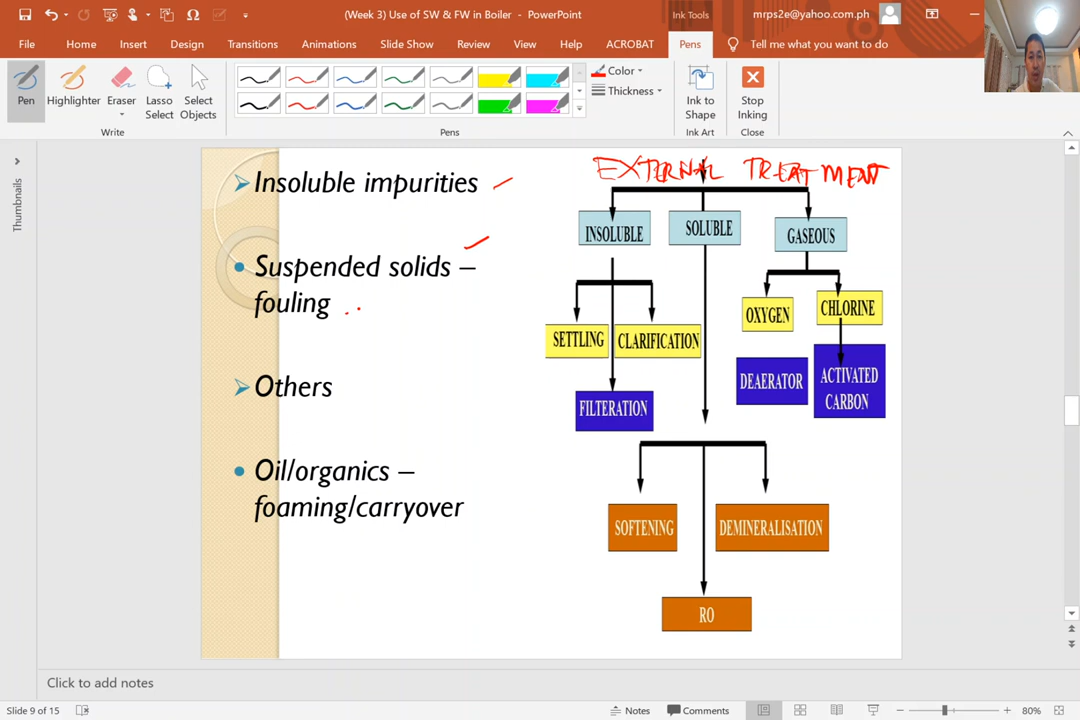 (Week 3) Use of SW & FW in Boiler - PowerPoint
Ink Tools
mrps2e@yahoo.com.ph
File Home Insert Design Transitions Animations Slide Show Review View Help ACROBAT Pens Tell me what you want to do
Pen
Highlighter
Eraser
Lasso
Select
Select
Objects
Color
Thickness
Ink to
Shape
Stop
Inking
Write
Pens
Ink Art
Close
Thumbnails
Insoluble impurities
Suspended solids –
fouling
Others
Oil/organics –
foaming/carryover
EXTERNAL TREATMENT
INSOLUBLE
SOLUBLE
GASEOUS
SETTLING
CLARIFICATION
OXYGEN
CHLORINE
FILTERATION
DEAERATOR
ACTIVATED
CARBON
SOFTENING
DEMINERALISATION
RO
Click to add notes
Slide 9 of 15
Notes
Comments
80%